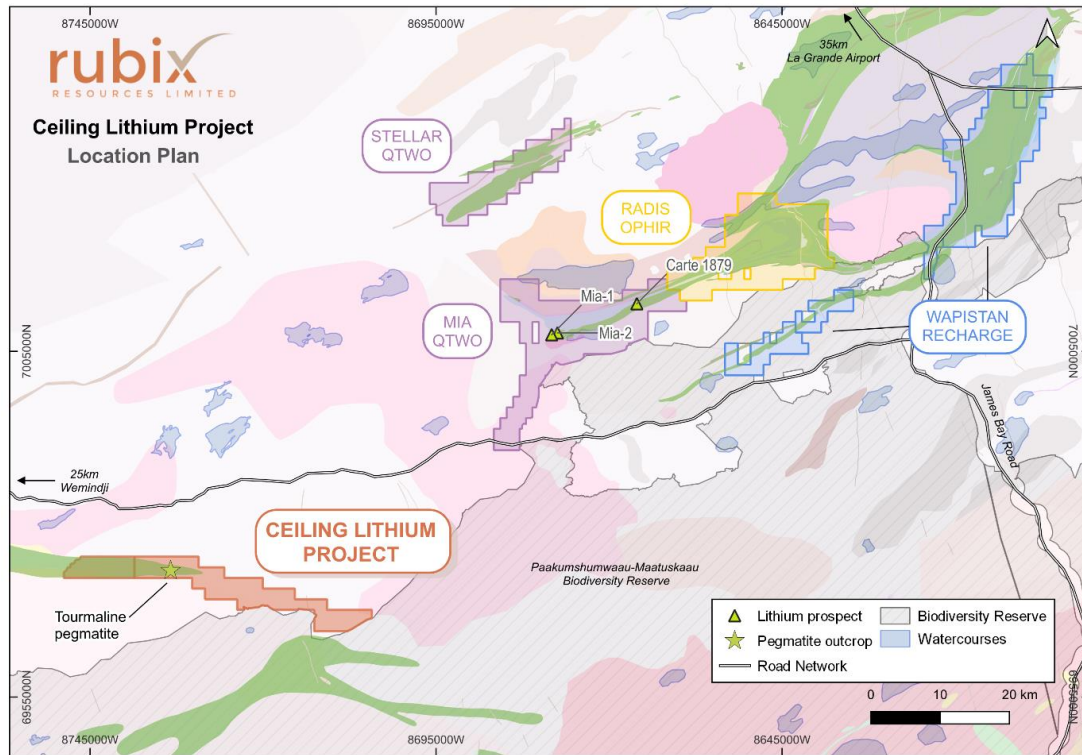 8745000W
8695000W
8645000W
rubix
RESOURCES LIMITED
Ceiling Lithium Project
Location Plan
35km
La Grande Airport
STELLAR
QTWO
RADIS
OPHIR
Carte 1879
Mia-1
Mia-2
MIA
QTWO
WAPISTAN
RECHARGE
7005000N
7005000N
James Bay Road
25km
Wemindji
CEILING LITHIUM
PROJECT
Paakumshumwaau-Maatuskaau
Biodiversity Reserve
Tourmaline
pegmatite
Lithium prospect
Biodiversity Reserve
Pegmatite outcrop
Watercourses
Road Network
0 10 20 km
6955000N
6955000N
8745000W
8695000W
8645000W